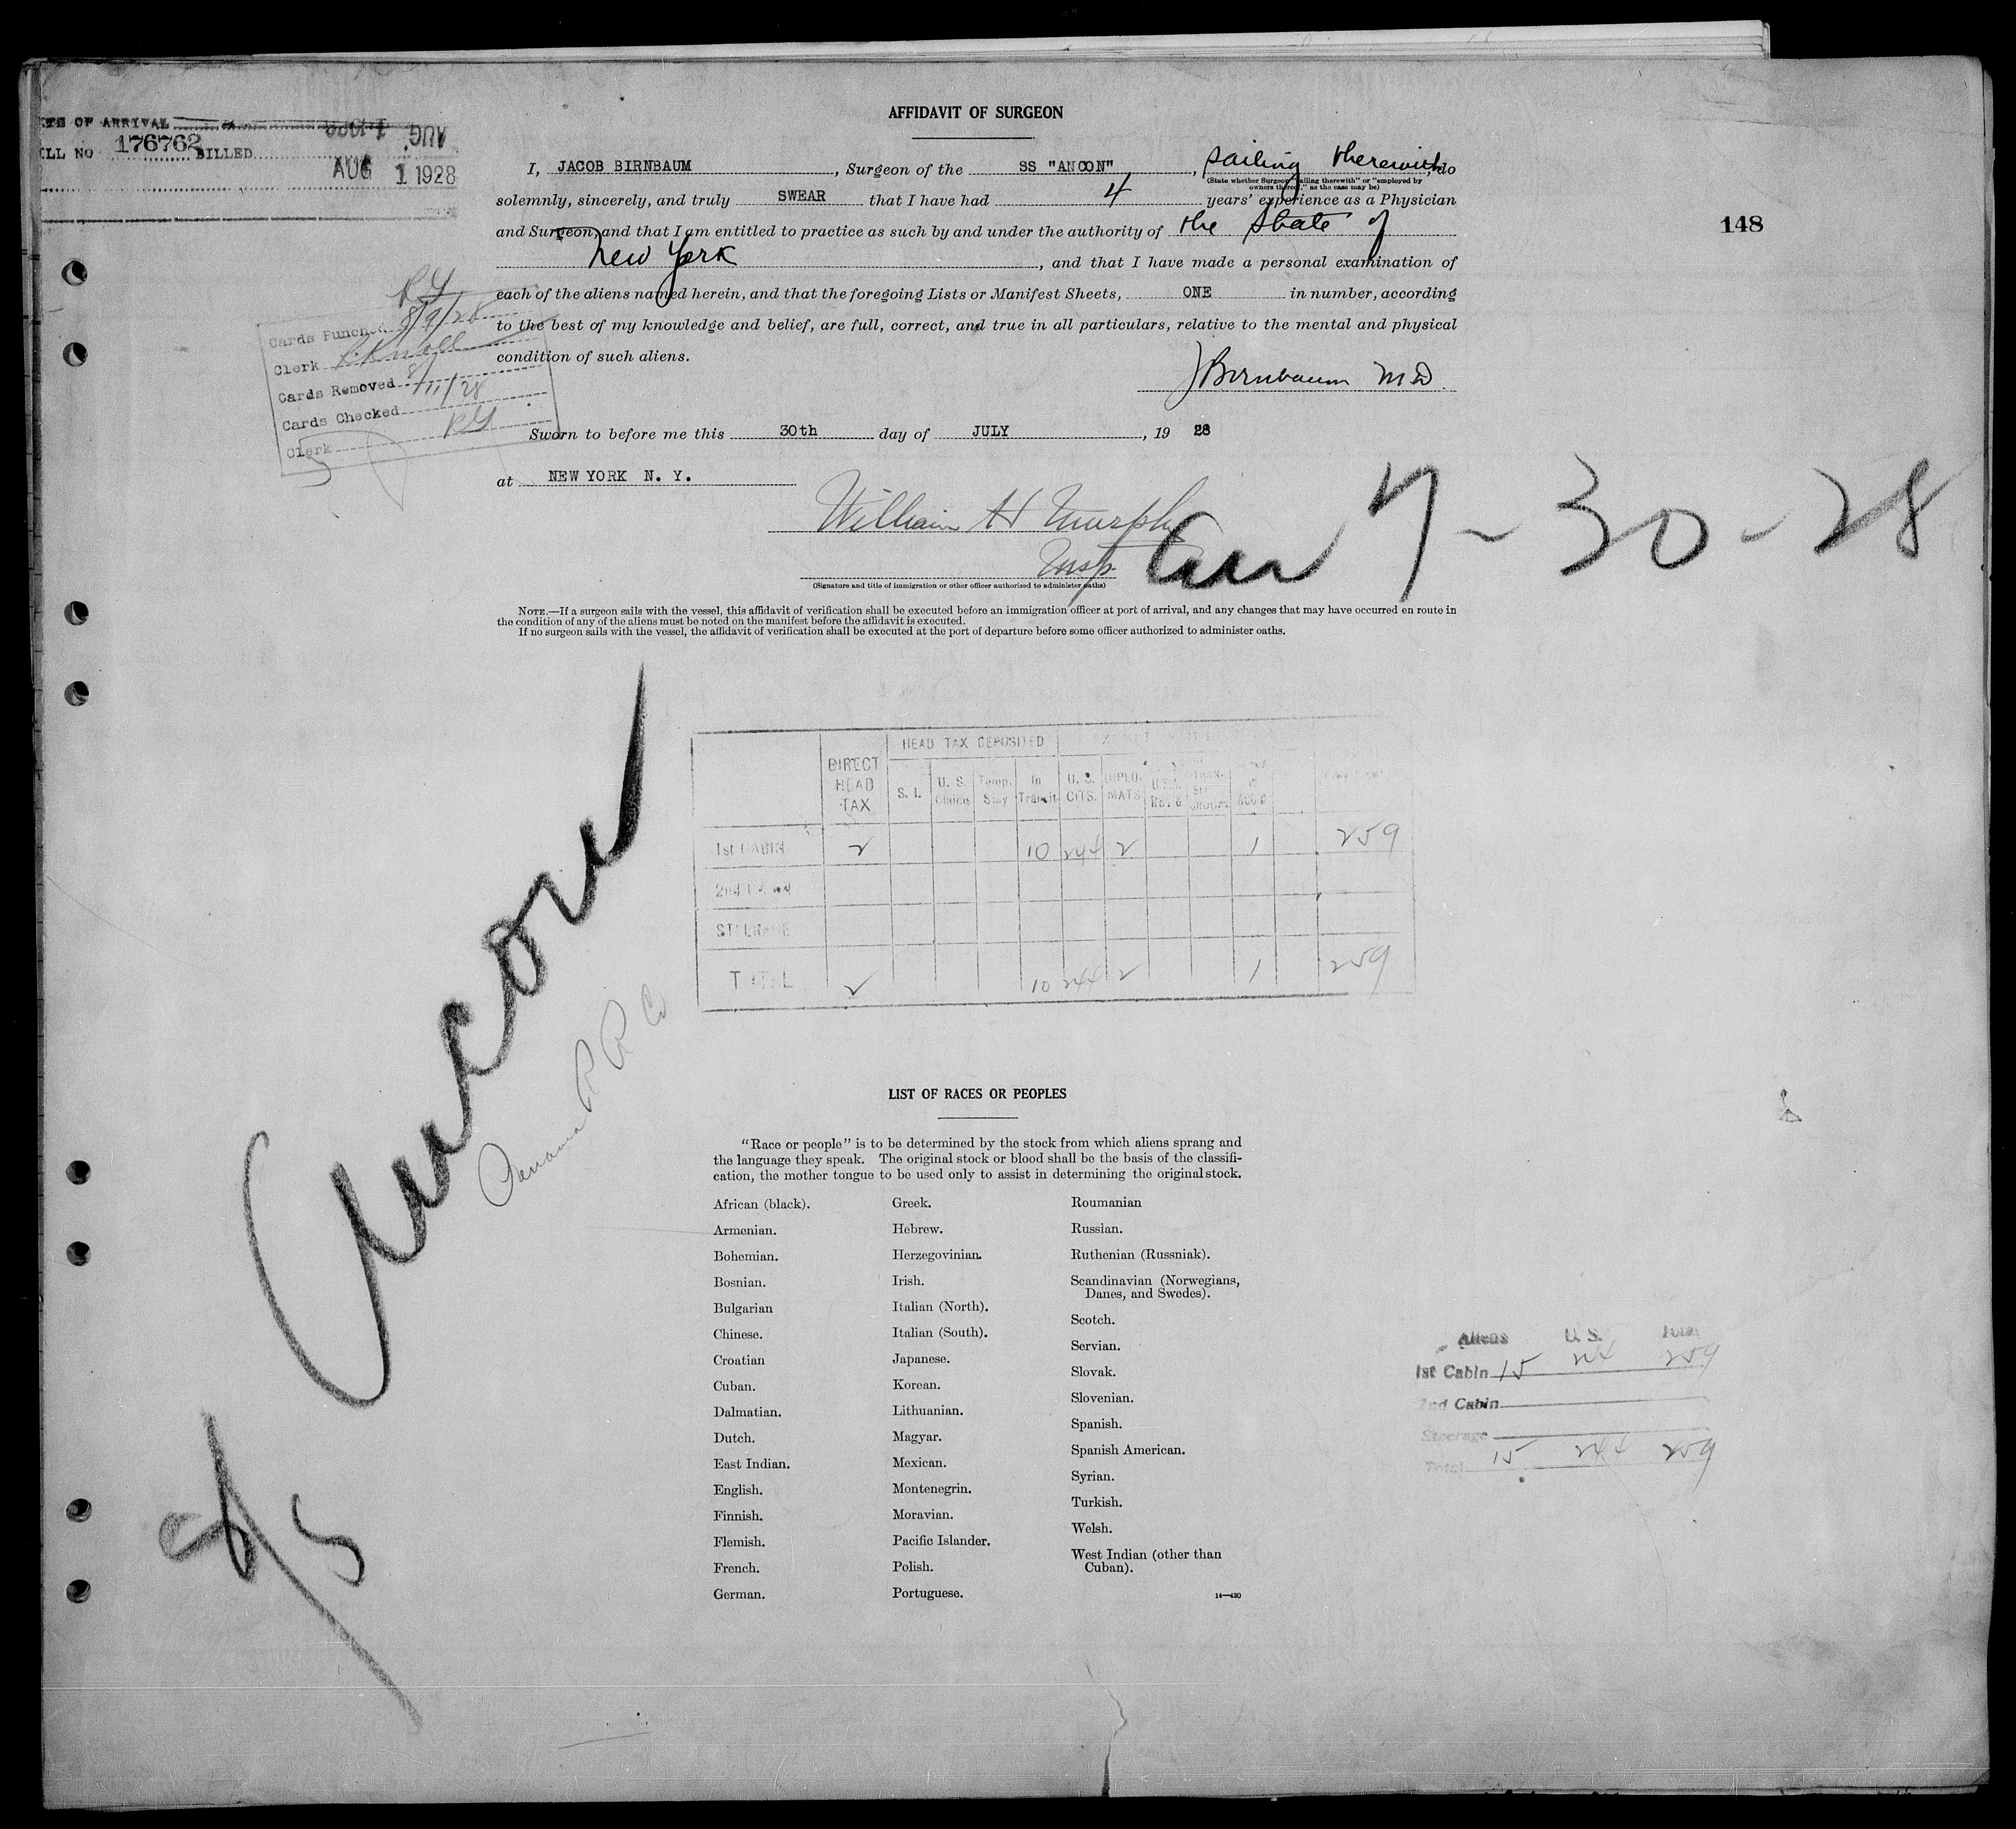 AFFIDAVIT OF SURGEON
OF ARRIVAL
AUG 1 1928
NO 176762 BILLED AUG 1 1928
I, JACOB BIRNBAUM, Surgeon of the SS "ANCON", sailing therewith, do
(State whether Surgeon "sailing therewith" or "employed by
owners thereof," as the case may be)
solemnly, sincerely, and truly SWEAR that I have had 4 years' experience as a Physician
and Surgeon, and that I am entitled to practice as such by and under the authority of the State of
New York, and that I have made a personal examination of
each of the aliens named herein, and that the foregoing Lists or Manifest Sheets, ONE in number, according
to the best of my knowledge and belief, are full, correct, and true in all particulars, relative to the mental and physical
condition of such aliens.
J Birnbaum M.D.
148
Cards Punched 8/9/28
Clerk
Cards Removed 8/11/28
Cards Checked
Clerk
Sworn to before me this 30th day of JULY, 19 28
at NEW YORK N. Y.
William H Murphy
Insp.
(Signature and title of immigration or other officer authorized to administer oaths)
7-30-28
NOTE.—If a surgeon sails with the vessel, this affidavit of verification shall be executed before an immigration officer at port of arrival, and any changes that may have occurred en route in
the condition of any of the aliens must be noted on the manifest before the affidavit is executed.
If no surgeon sails with the vessel, the affidavit of verification shall be executed at the port of departure before some officer authorized to administer oaths.
Ancon
Panama R R Co
8/5
HEAD TAX DEPOSITED
DIRECT HEAD TAX S. I. U. S. Citizens Temp. Stay In Transit U. S. CITS. DIPLO- MATS
1st CABIN 2 10 244 2 1 259
2nd CABIN
STEERAGE
TOTAL 2 10 244 2 1 259
LIST OF RACES OR PEOPLES
"Race or people" is to be determined by the stock from which aliens sprang and
the language they speak. The original stock or blood shall be the basis of the classifi-
cation, the mother tongue to be used only to assist in determining the original stock.
African (black).
Armenian.
Bohemian.
Bosnian.
Bulgarian
Chinese.
Croatian
Cuban.
Dalmatian.
Dutch.
East Indian.
English.
Finnish.
Flemish.
French.
German.
Greek.
Hebrew.
Herzegovinian.
Irish.
Italian (North).
Italian (South).
Japanese.
Korean.
Lithuanian.
Magyar.
Mexican.
Montenegrin.
Moravian.
Pacific Islander.
Polish.
Portuguese.
Roumanian
Russian.
Ruthenian (Russniak).
Scandinavian (Norwegians,
Danes, and Swedes).
Scotch.
Servian.
Slovak.
Slovenian.
Spanish.
Spanish American.
Syrian.
Turkish.
Welsh.
West Indian (other than
Cuban).
14—430
Aliens U. S. Total
1st Cabin 15 244 259
2nd Cabin
Steerage
Total 15 244 259